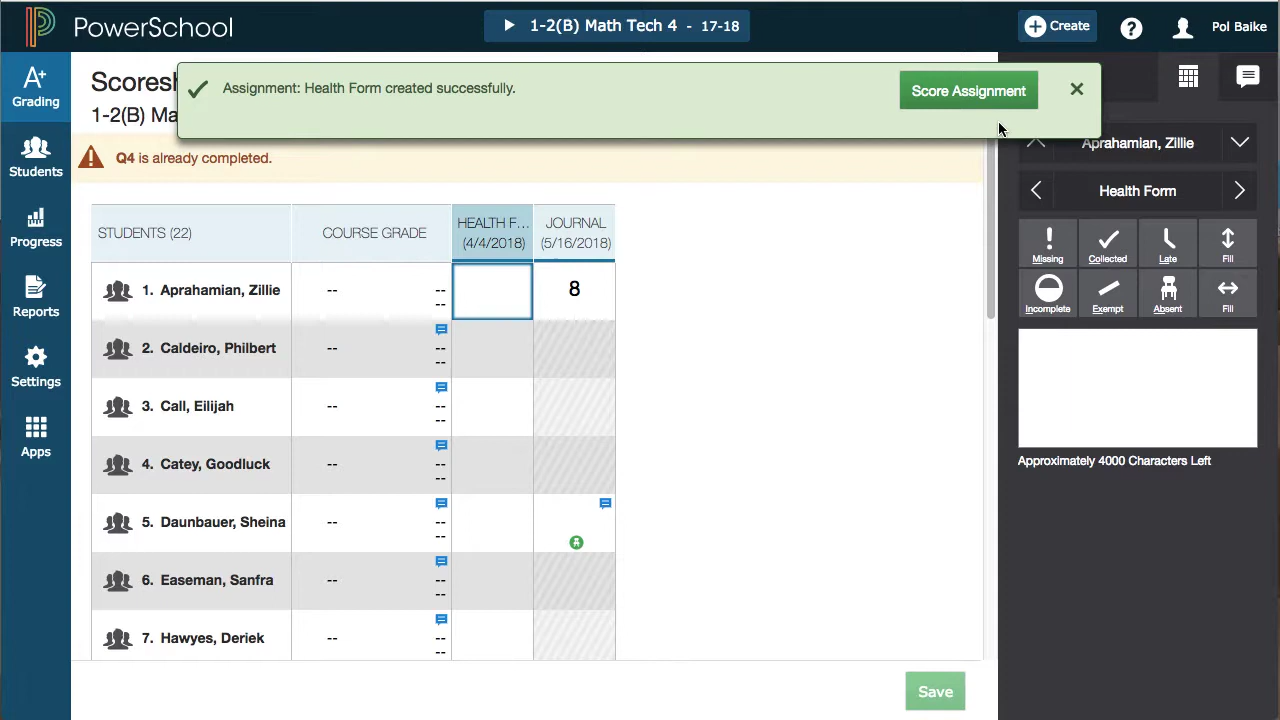 PowerSchool
1-2(B) Math Tech 4 - 17-18
Create
?
Pol Baike
A+
Grading
Students
Progress
Reports
Settings
Apps
Scoresh
1-2(B) Ma
Assignment: Health Form created successfully.
Score Assignment
Q4 is already completed.
STUDENTS (22)
COURSE GRADE
HEALTH F...
(4/4/2018)
JOURNAL
(5/16/2018)
1. Aprahamian, Zillie
--
--
--
8
2. Caldeiro, Philbert
--
--
--
3. Call, Eilijah
--
--
--
4. Catey, Goodluck
--
--
--
5. Daunbauer, Sheina
--
--
--
6. Easeman, Sanfra
--
--
--
7. Hawyes, Deriek
--
--
--
Save
Aprahamian, Zillie
Health Form
Missing
Collected
Late
Fill
Incomplete
Exempt
Absent
Fill
Approximately 4000 Characters Left